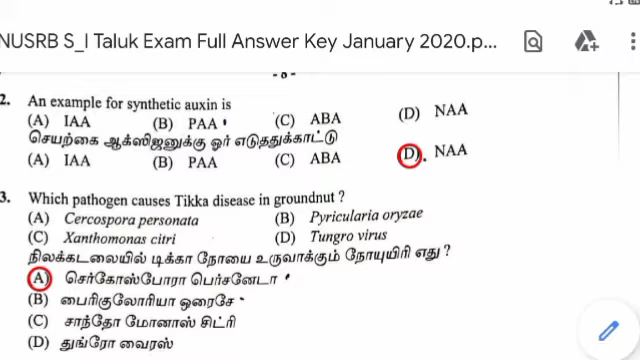 NUSRB S_I Taluk Exam Full Answer Key January 2020.p...
- 8 -
2. An example for synthetic auxin is
(A) IAA (B) PAA (C) ABA (D) NAA
செயற்கை ஆக்ஸிஜனுக்கு ஓர் எடுத்துக்காட்டு
(A) IAA (B) PAA (C) ABA (D) NAA
3. Which pathogen causes Tikka disease in groundnut ?
(A) Cercospora personata (B) Pyricularia oryzae
(C) Xanthomonas citri (D) Tungro virus
நிலக்கடலையில் டிக்கா நோயை உருவாக்கும் நோயுயிரி எது ?
(A) செர்கோஸ்போரா பெர்சனேடா
(B) பைரிகுலோரியா ஒரைசே
(C) சாந்தோ மோனாஸ் சிட்ரி
(D) துங்ரோ வைரஸ்